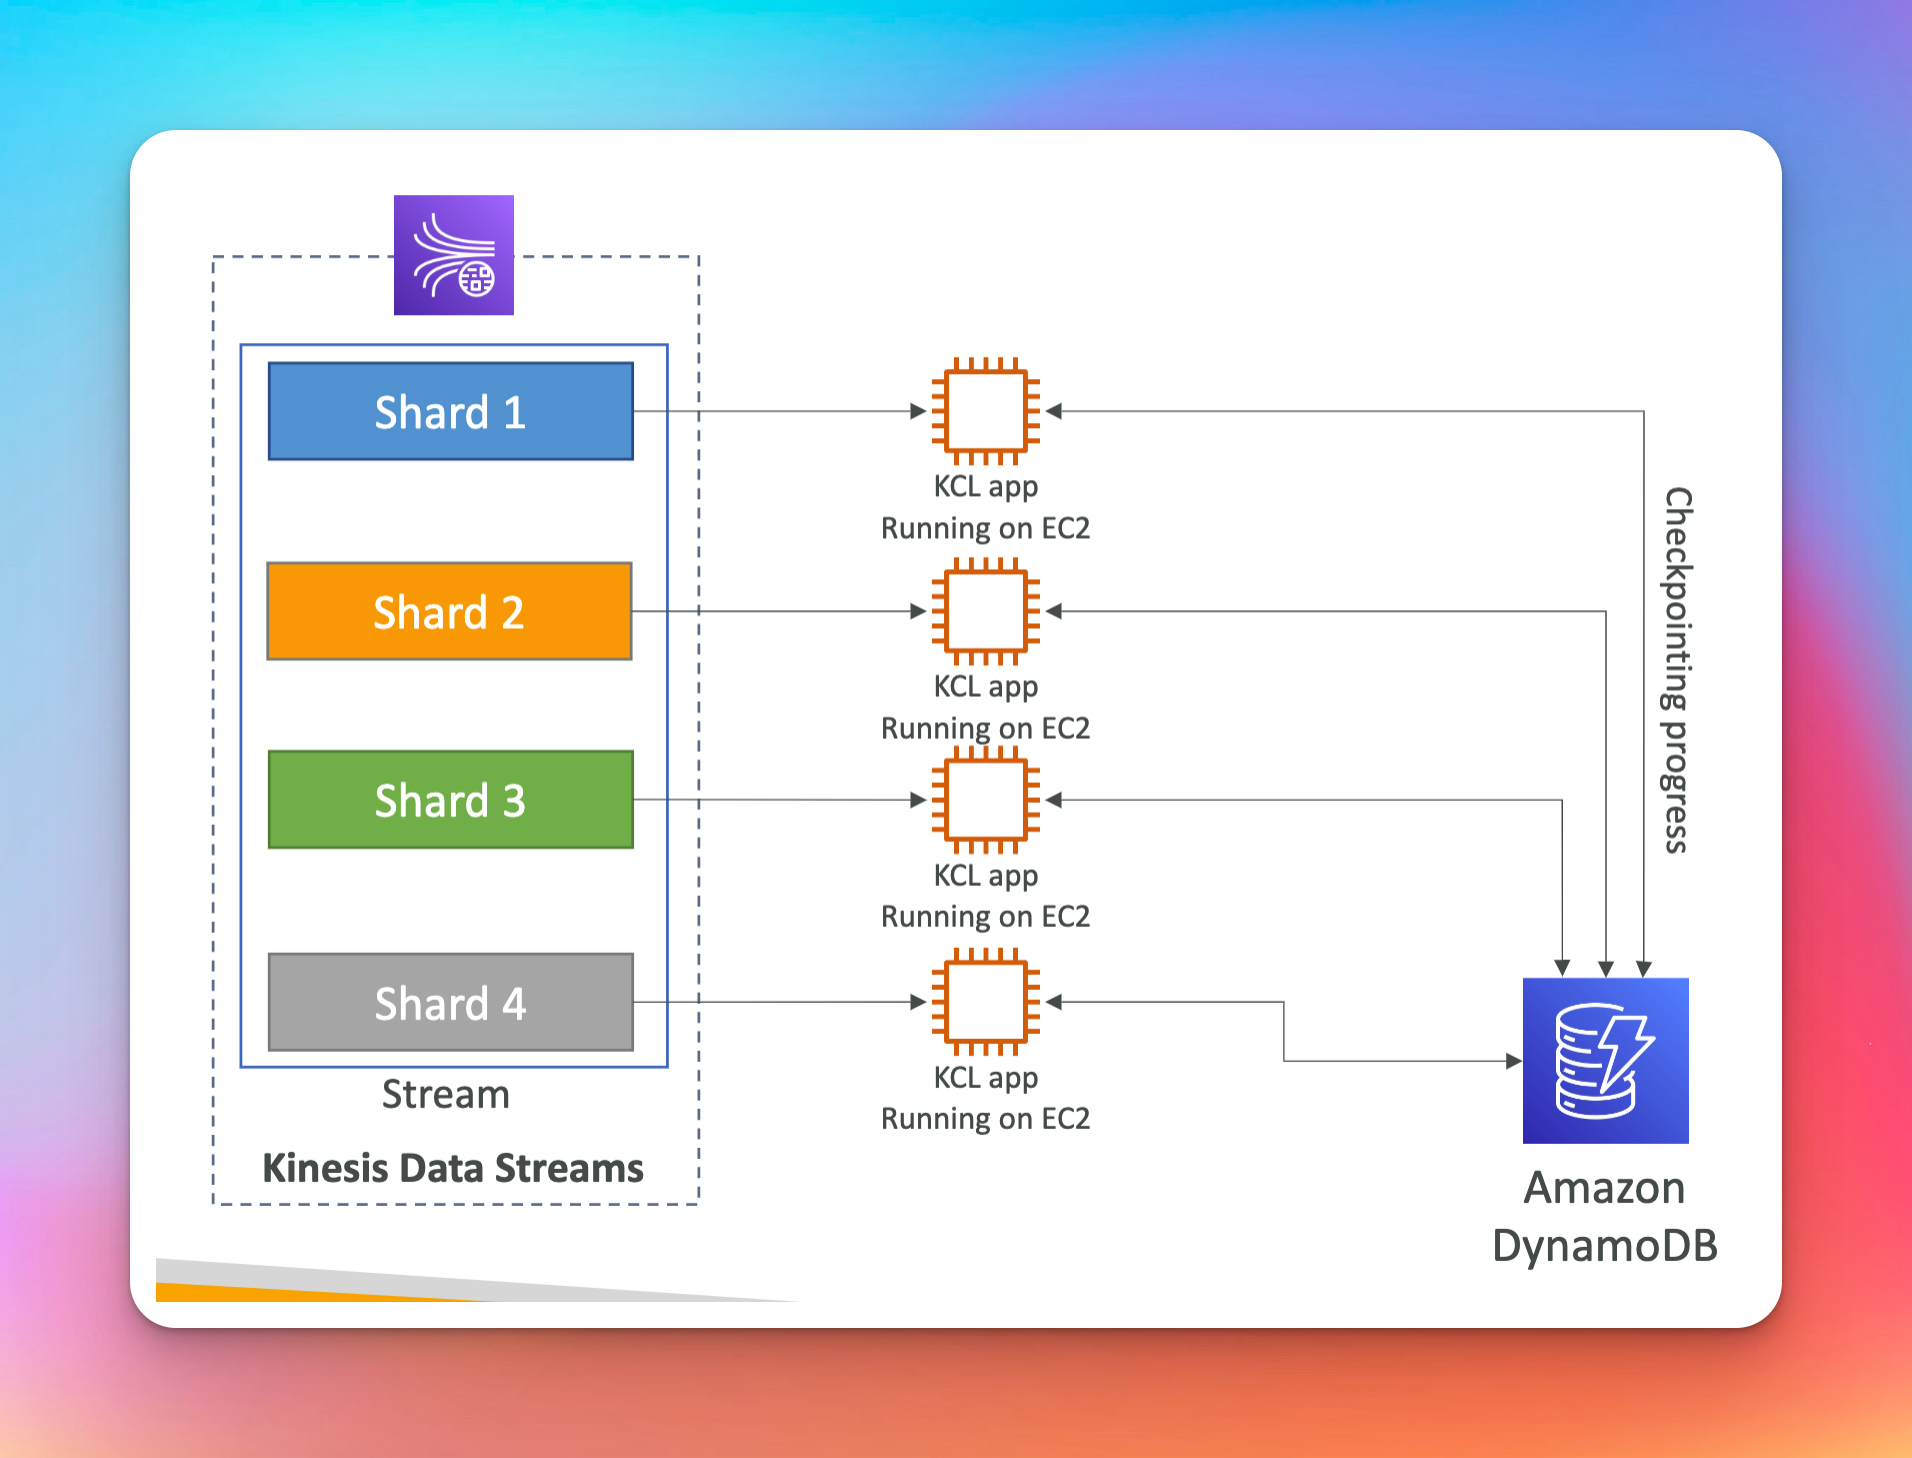 Shard 1
KCL app
Running on EC2
Shard 2
KCL app
Running on EC2
Shard 3
KCL app
Running on EC2
Shard 4
KCL app
Running on EC2
Stream
Kinesis Data Streams
Checkpointing progress
Amazon
DynamoDB